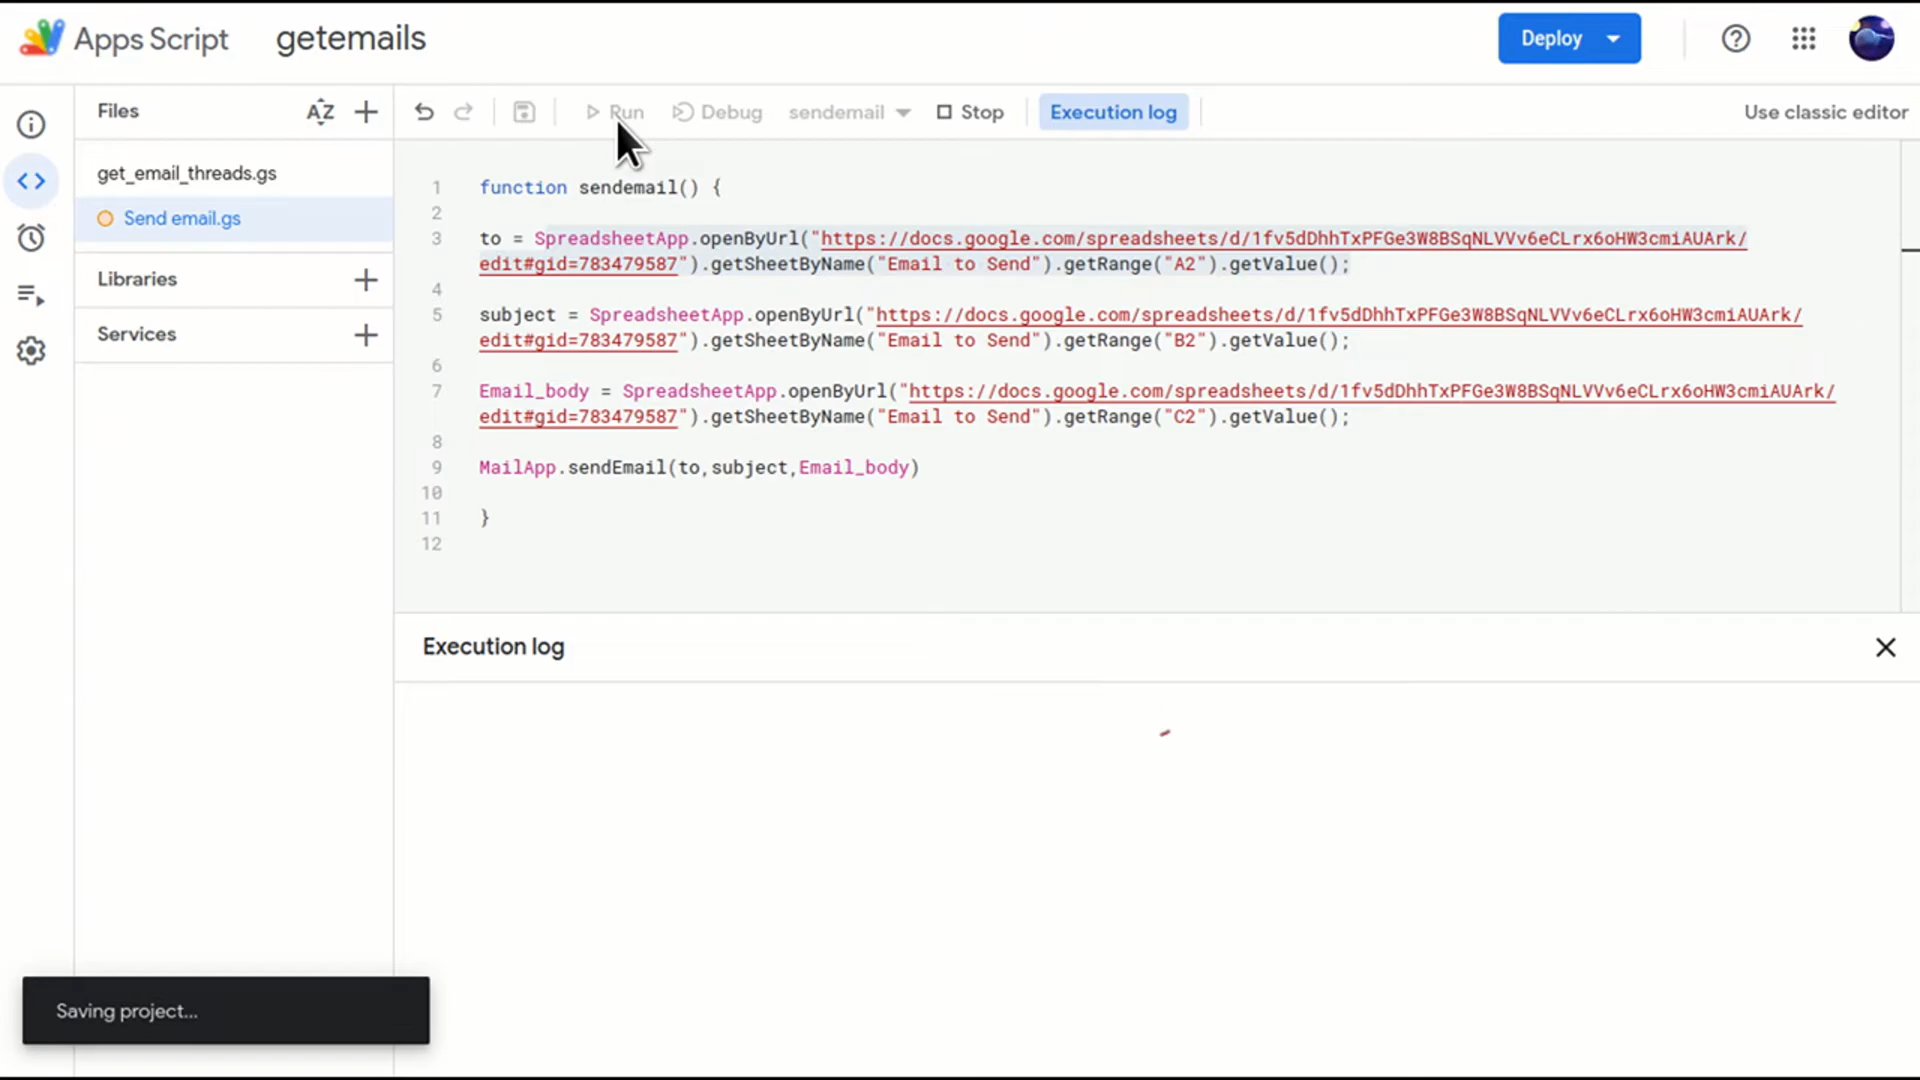 Apps Script
getemails
Deploy
Files
AZ
Run
Debug
sendemail
Stop
Execution log
Use classic editor
get_email_threads.gs
Send email.gs
Libraries
Services
1 function sendemail() {
2
3 to = SpreadsheetApp.openByUrl("https://docs.google.com/spreadsheets/d/1fv5dDhhTxPFGe3W8BSqNLVVv6eCLrx6oHW3cmiAUArk/
edit#gid=783479587").getSheetByName("Email to Send").getRange("A2").getValue();
4
5 subject = SpreadsheetApp.openByUrl("https://docs.google.com/spreadsheets/d/1fv5dDhhTxPFGe3W8BSqNLVVv6eCLrx6oHW3cmiAUArk/
edit#gid=783479587").getSheetByName("Email to Send").getRange("B2").getValue();
6
7 Email_body = SpreadsheetApp.openByUrl("https://docs.google.com/spreadsheets/d/1fv5dDhhTxPFGe3W8BSqNLVVv6eCLrx6oHW3cmiAUArk/
edit#gid=783479587").getSheetByName("Email to Send").getRange("C2").getValue();
8
9 MailApp.sendEmail(to,subject,Email_body)
10
11 }
12
Execution log
Saving project...